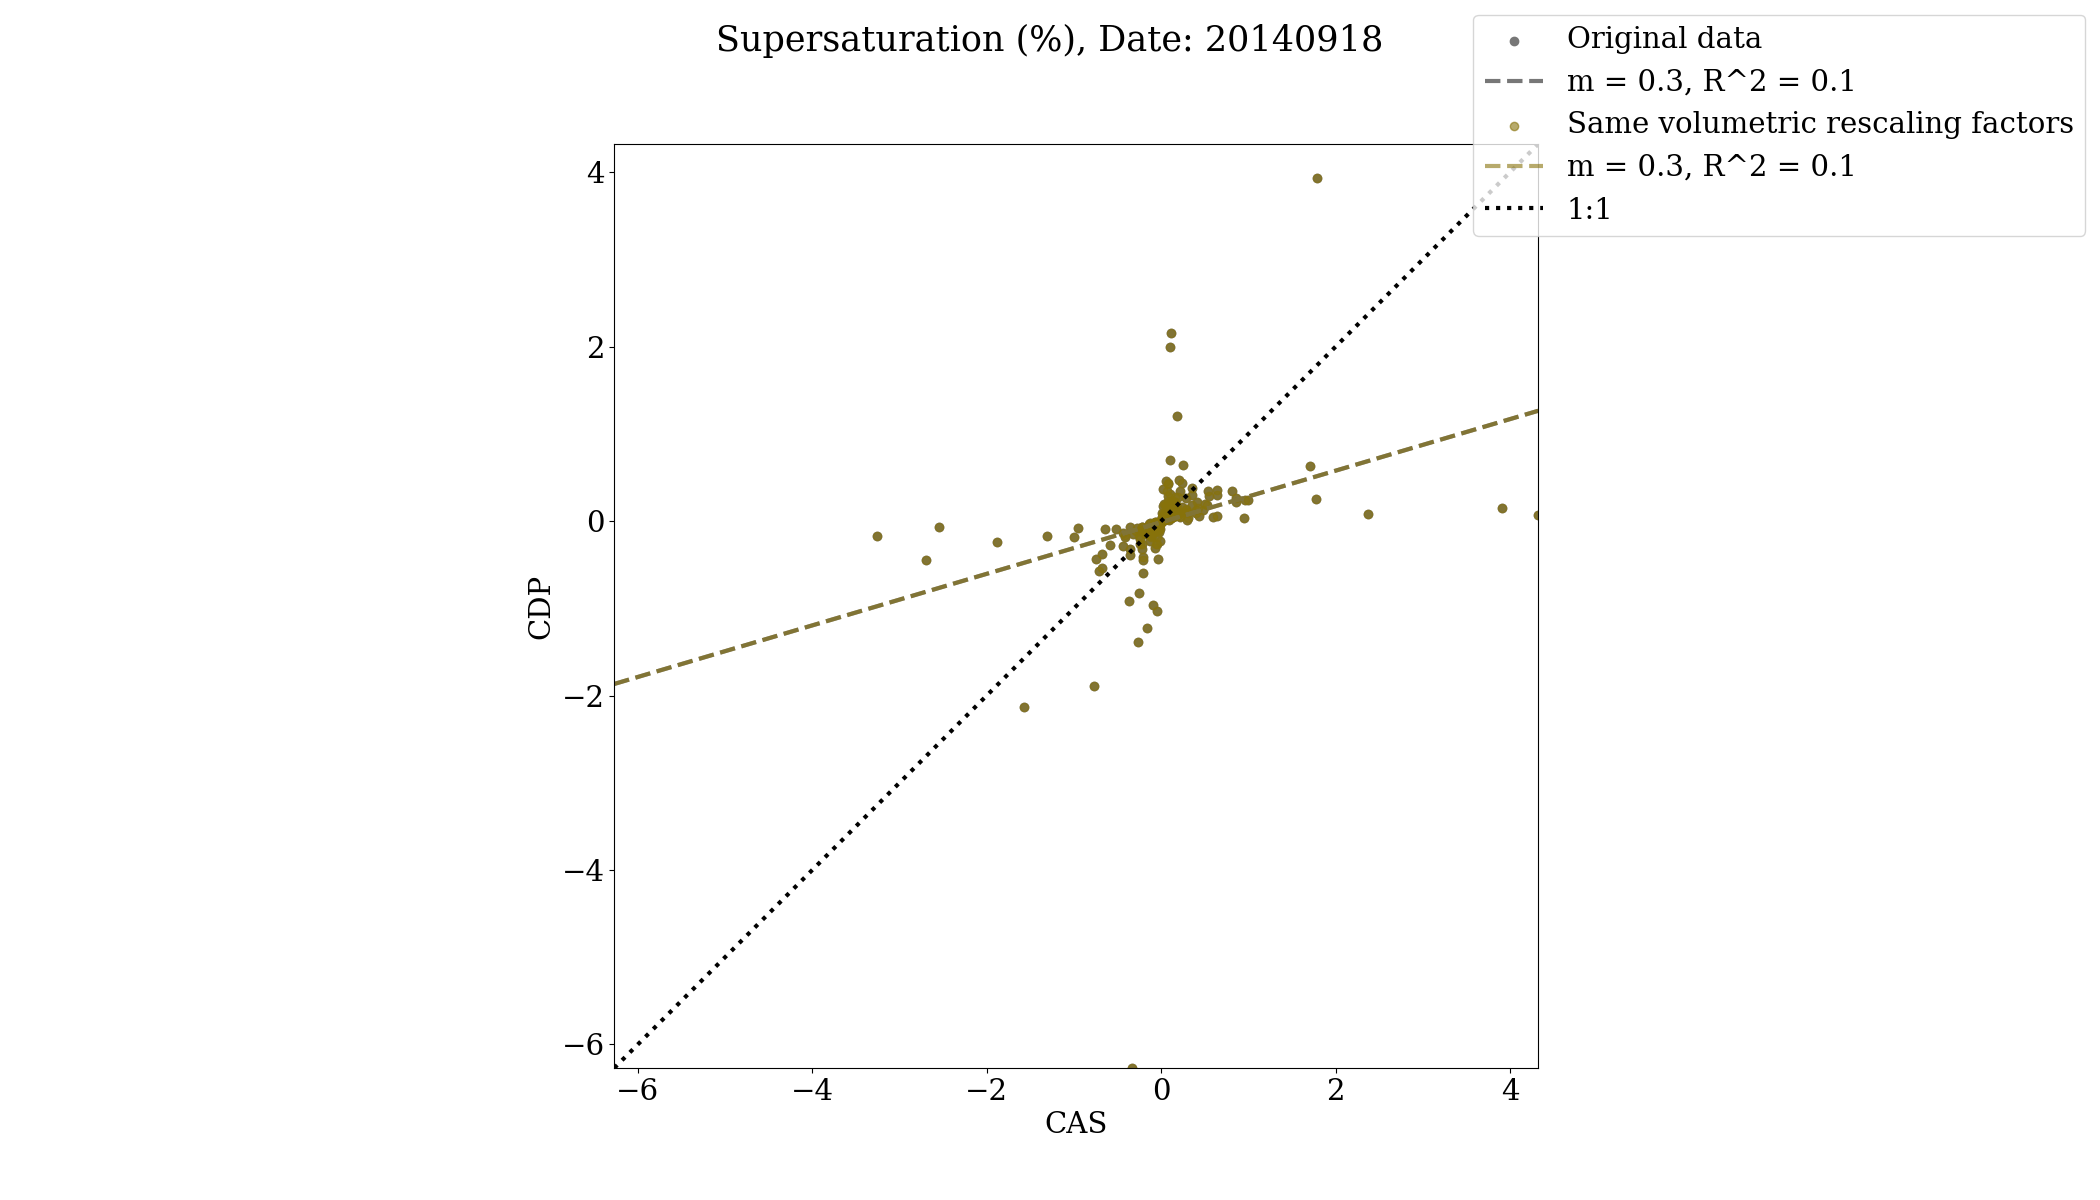 Supersaturation (%), Date: 20140918
Original data
m = 0.3, R^2 = 0.1
Same volumetric rescaling factors
m = 0.3, R^2 = 0.1
1:1
4
2
0
−2
−4
−6
CDP
−6 −4 −2 0 2 4
CAS